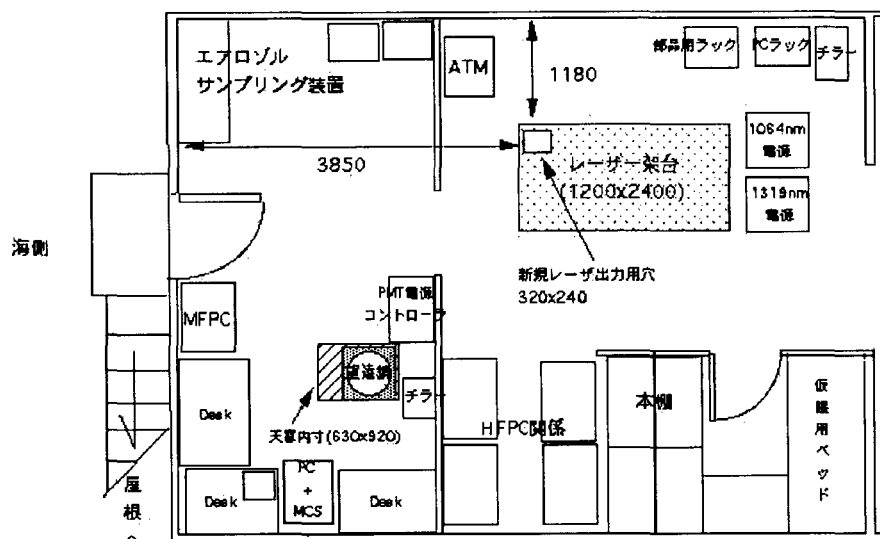 エアロゾル
サンプリング装置
ATM
1180
部品用ラック
PCラック
チラー
3850
レーザー架台
(1200x2400)
1064nm
電源
1319nm
電源
海側
新規レーザ出力用穴
320x240
MFPC
PMT電源
コントローラ
望遠鏡
チラー
天窓内寸(630x920)
Desk
HFPC関係
本棚
仮眠用ベッド
Desk
PC
+
MCS
Desk
屋根へ